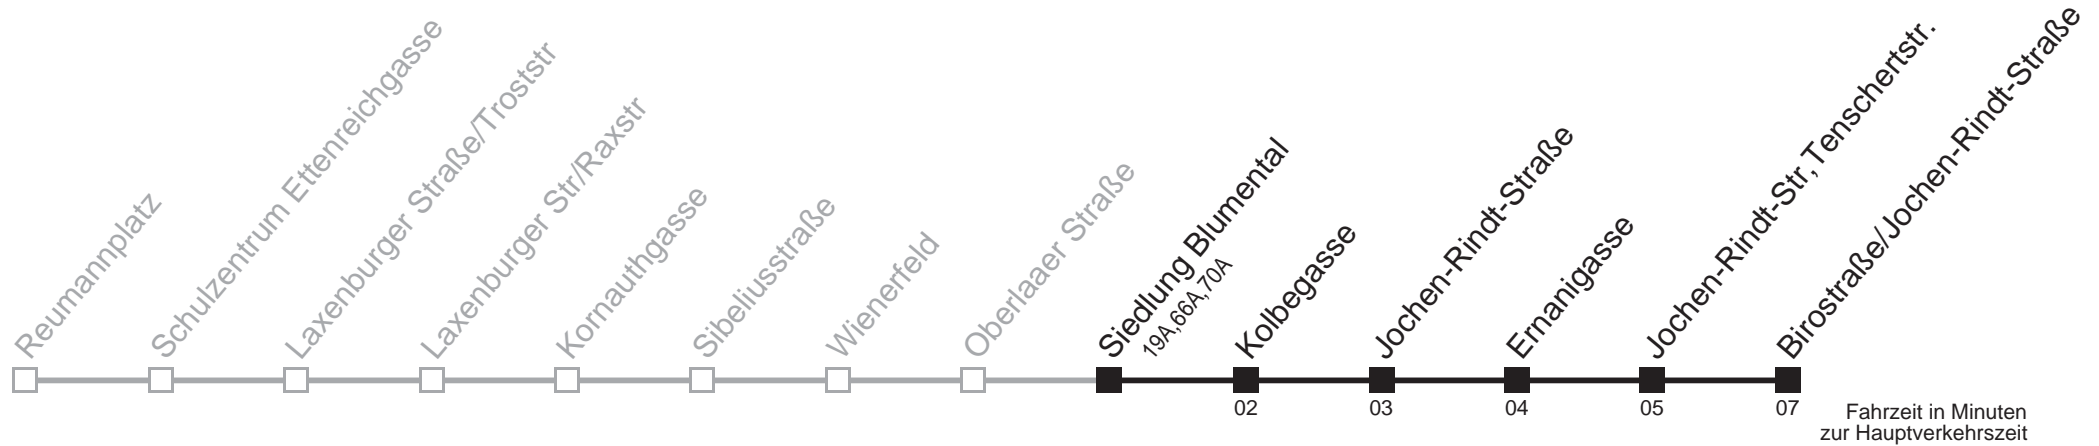 Reumannplatz
Schulzentrum Ettenreichgasse
Laxenburger Straße/Troststr
Laxenburger Str/Raxstr
Kornauthgasse
Sibeliusstraße
Wienerfeld
Oberlaaer Straße
Siedlung Blumental
19A,66A,70A
Kolbegasse
Jochen-Rindt-Straße
Ernanigasse
Jochen-Rindt-Str,Tenschertstr.
Birostraße/Jochen-Rindt-Straße
02
03
04
05
07
Fahrzeit in Minuten
zur Hauptverkehrszeit